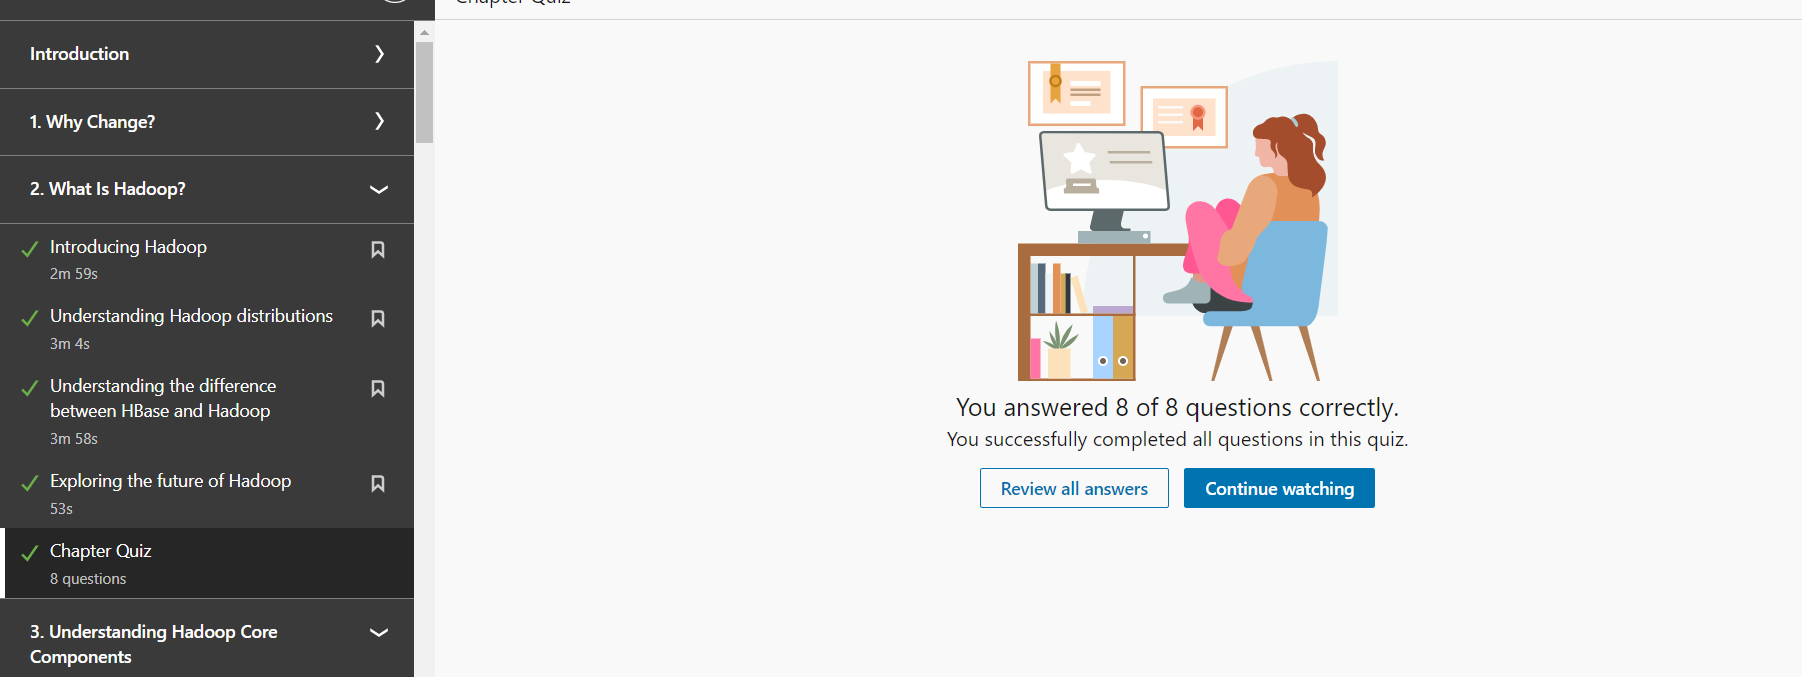 Chapter Quiz
Introduction
1. Why Change?
2. What Is Hadoop?
Introducing Hadoop
2m 59s
Understanding Hadoop distributions
3m 4s
Understanding the difference
between HBase and Hadoop
3m 58s
Exploring the future of Hadoop
53s
Chapter Quiz
8 questions
3. Understanding Hadoop Core
Components
You answered 8 of 8 questions correctly.
You successfully completed all questions in this quiz.
Review all answers
Continue watching